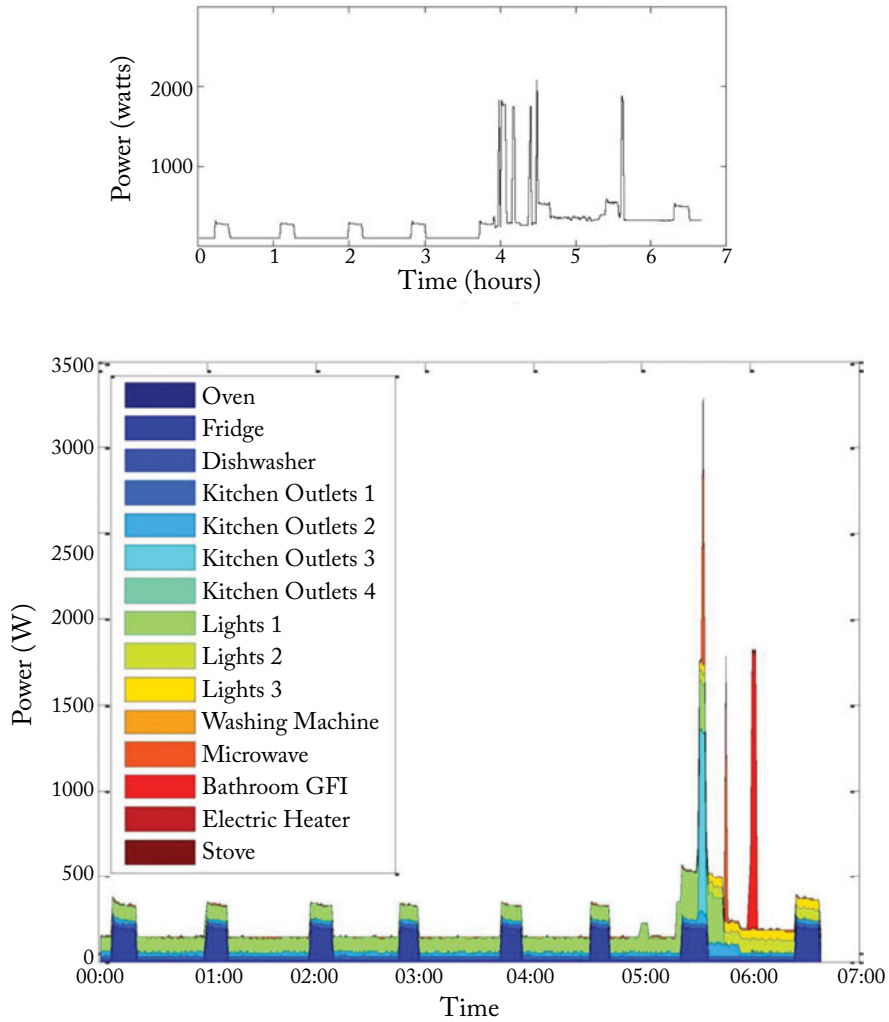 Power (watts)
2000
1000
0 1 2 3 4 5 6 7
Time (hours)
Power (W)
3500
3000
2500
2000
1500
1000
500
0
Oven
Fridge
Dishwasher
Kitchen Outlets 1
Kitchen Outlets 2
Kitchen Outlets 3
Kitchen Outlets 4
Lights 1
Lights 2
Lights 3
Washing Machine
Microwave
Bathroom GFI
Electric Heater
Stove
00:00 01:00 02:00 03:00 04:00 05:00 06:00 07:00
Time